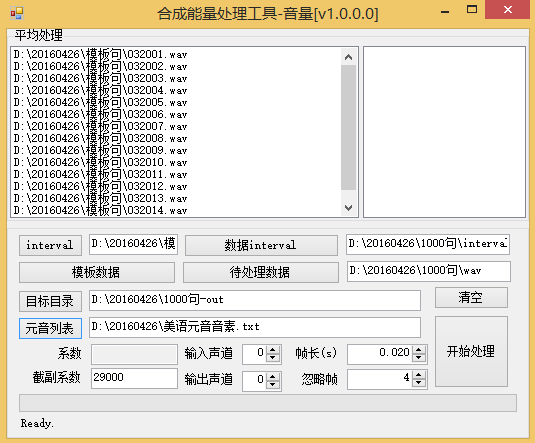 合成能量处理工具-音量[v1.0.0.0]
平均处理
D:\20160426\模板句\032001.wav
D:\20160426\模板句\032002.wav
D:\20160426\模板句\032003.wav
D:\20160426\模板句\032004.wav
D:\20160426\模板句\032005.wav
D:\20160426\模板句\032006.wav
D:\20160426\模板句\032007.wav
D:\20160426\模板句\032008.wav
D:\20160426\模板句\032009.wav
D:\20160426\模板句\032010.wav
D:\20160426\模板句\032011.wav
D:\20160426\模板句\032012.wav
D:\20160426\模板句\032013.wav
D:\20160426\模板句\032014.wav
interval D:\20160426\模 数据interval D:\20160426\1000句\interval
模板数据 待处理数据 D:\20160426\1000句\wav
目标目录 D:\20160426\1000句-out 清空
元音列表 D:\20160426\美语元音音素.txt 开始处理
系数 输入声道 0 帧长(s) 0.020
截副系数 29000 输出声道 0 忽略帧 4
Ready.